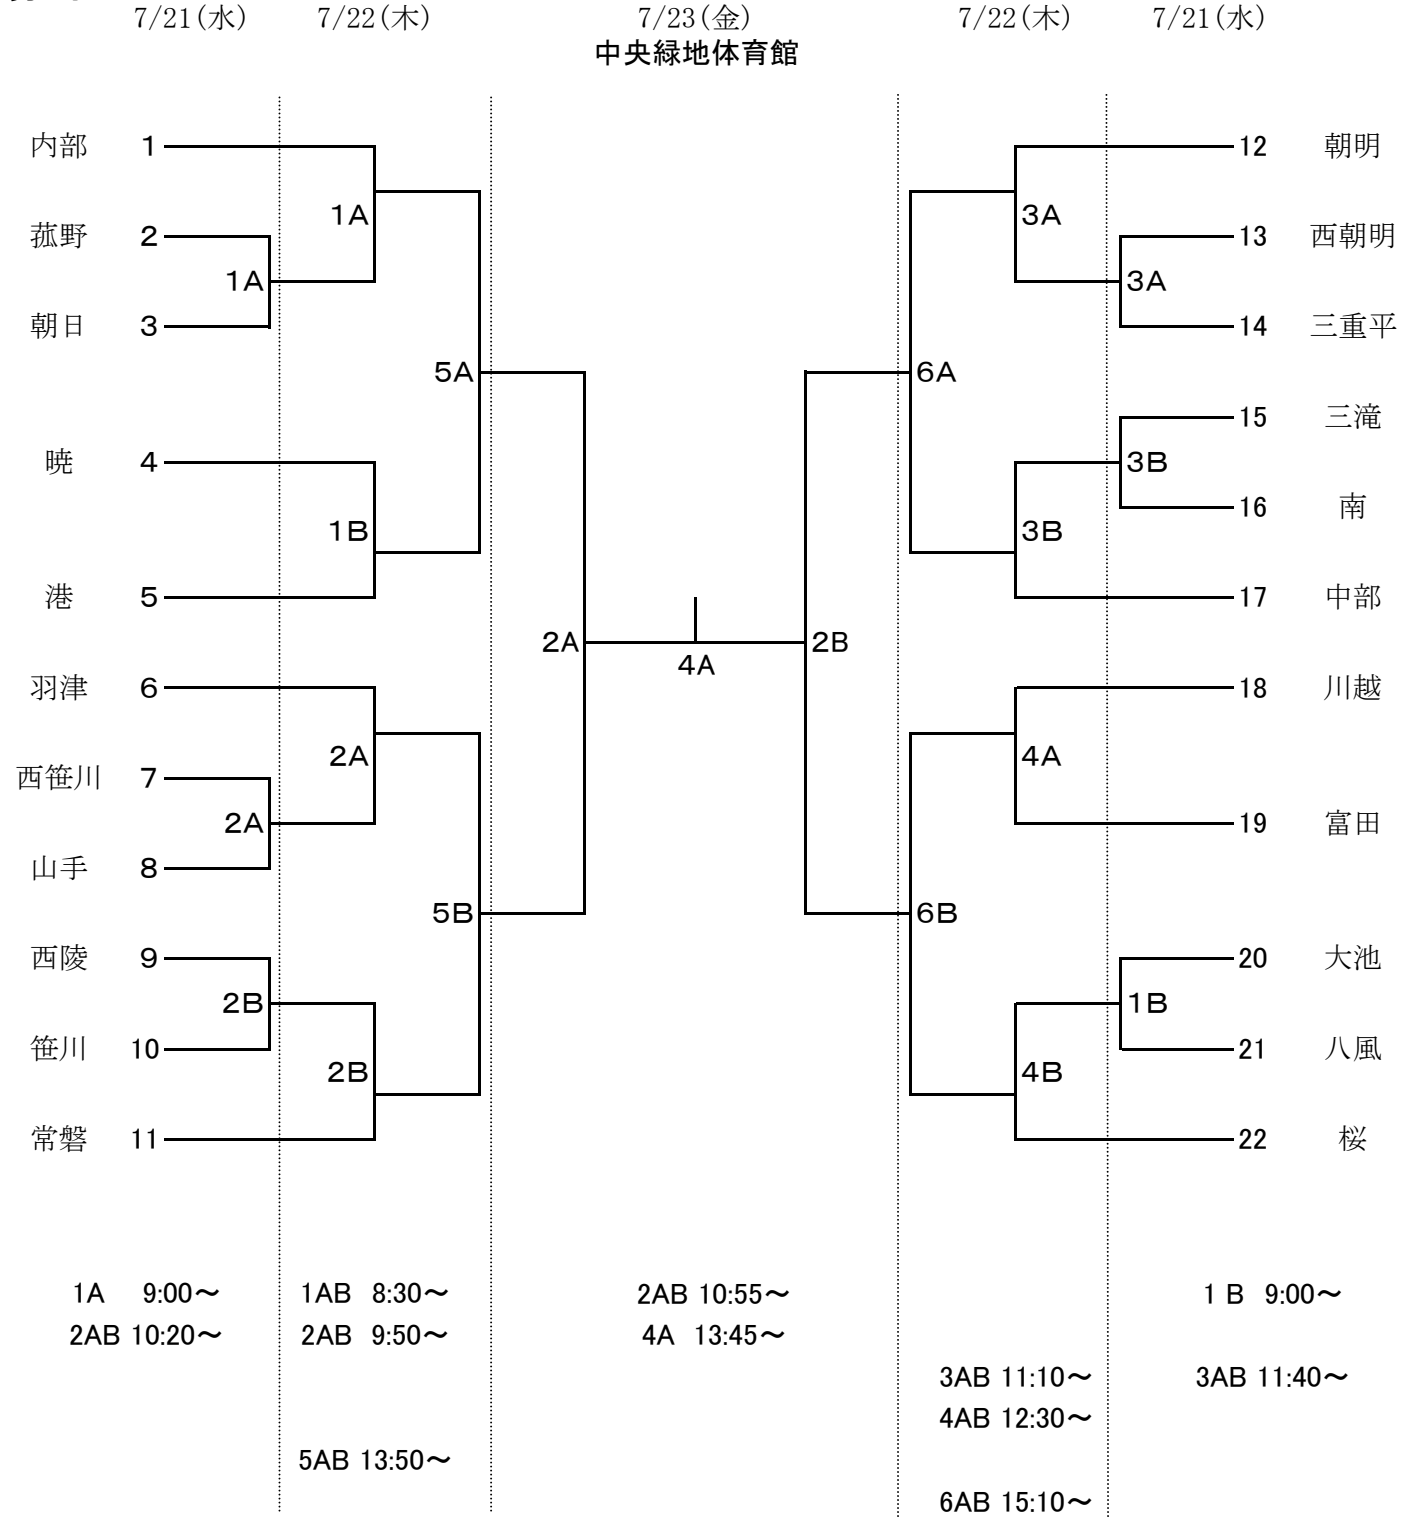 7/21(水) 7/22(木) 7/23(金) 7/22(木) 7/21(水)
中央緑地体育館
内部 1 12 朝明
1A 3A
菰野 2 13 西朝明
1A 3A
朝日 3 14 三重平
5A 6A
15 三滝
暁 4 3B
16 南
1B 3B
港 5 17 中部
2A 2B
4A
羽津 6 18 川越
2A 4A
西笹川 7
2A 19 富田
山手 8
5B 6B
西陵 9 20 大池
2B 1B
笹川 10 21 八風
2B 4B
常磐 11 22 桜
1A 9:00～ 1AB 8:30～ 2AB 10:55～ 1 B 9:00～
2AB 10:20～ 2AB 9:50～ 4A 13:45～
3AB 11:10～ 3AB 11:40～
4AB 12:30～
5AB 13:50～
6AB 15:10～